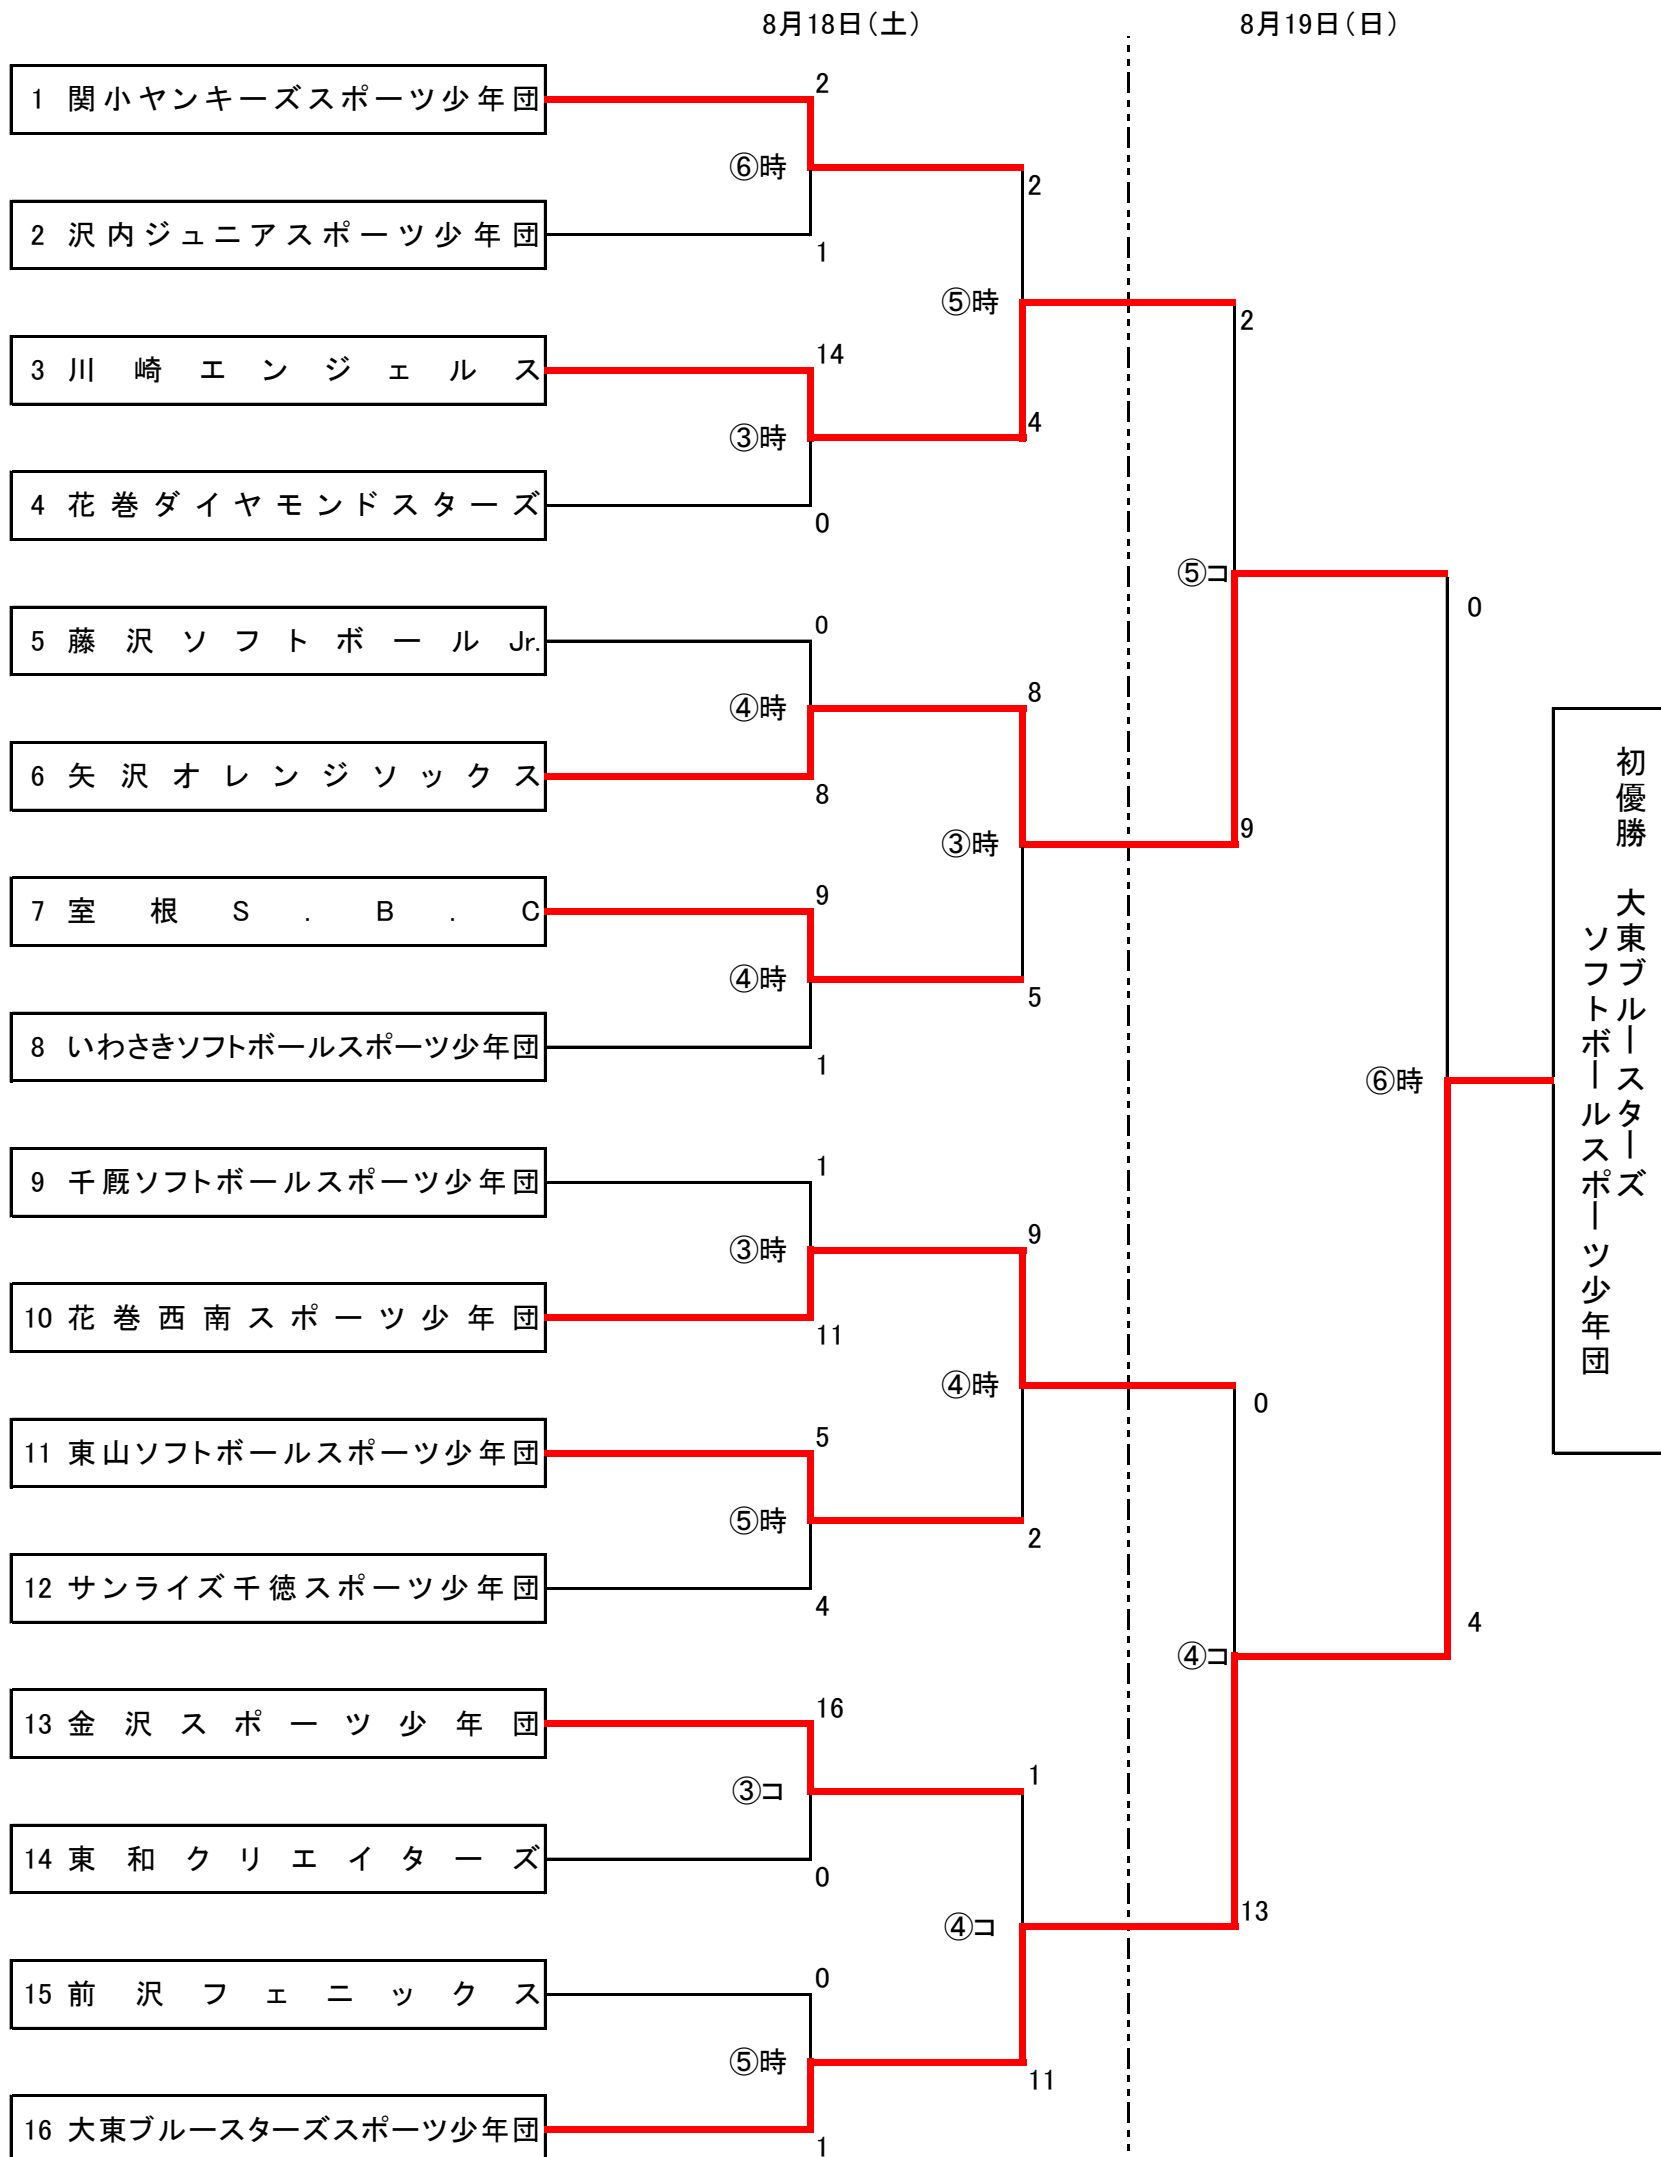 8月18日（土）
8月19日（日）
1 関小ヤンキーズスポーツ少年団
2
⑥時
2
2 沢内ジュニアスポーツ少年団
1
⑤時
2
3 川崎エンジェルス
14
③時
4
4 花巻ダイヤモンドスターズ
0
⑤コ
0
5 藤沢ソフトボールJr.
0
④時
8
6 矢沢オレンジソックス
8
③時
9
7 室根S.B.C
9
④時
5
8 いわさきソフトボールスポーツ少年団
1
⑥時
初優勝 大東ブルースターズ
ソフトボールスポーツ少年団
9 千厩ソフトボールスポーツ少年団
1
③時
9
10 花巻西南スポーツ少年団
11
④時
0
11 東山ソフトボールスポーツ少年団
5
⑤時
2
12 サンライズ千徳スポーツ少年団
4
④コ
4
13 金沢スポーツ少年団
16
③コ
1
14 東和クリエイターズ
0
④コ
13
15 前沢フェニックス
0
⑤時
11
16 大東ブルースターズスポーツ少年団
1